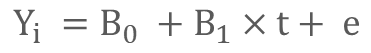 Yᵢ = B₀ + B₁ × t + e